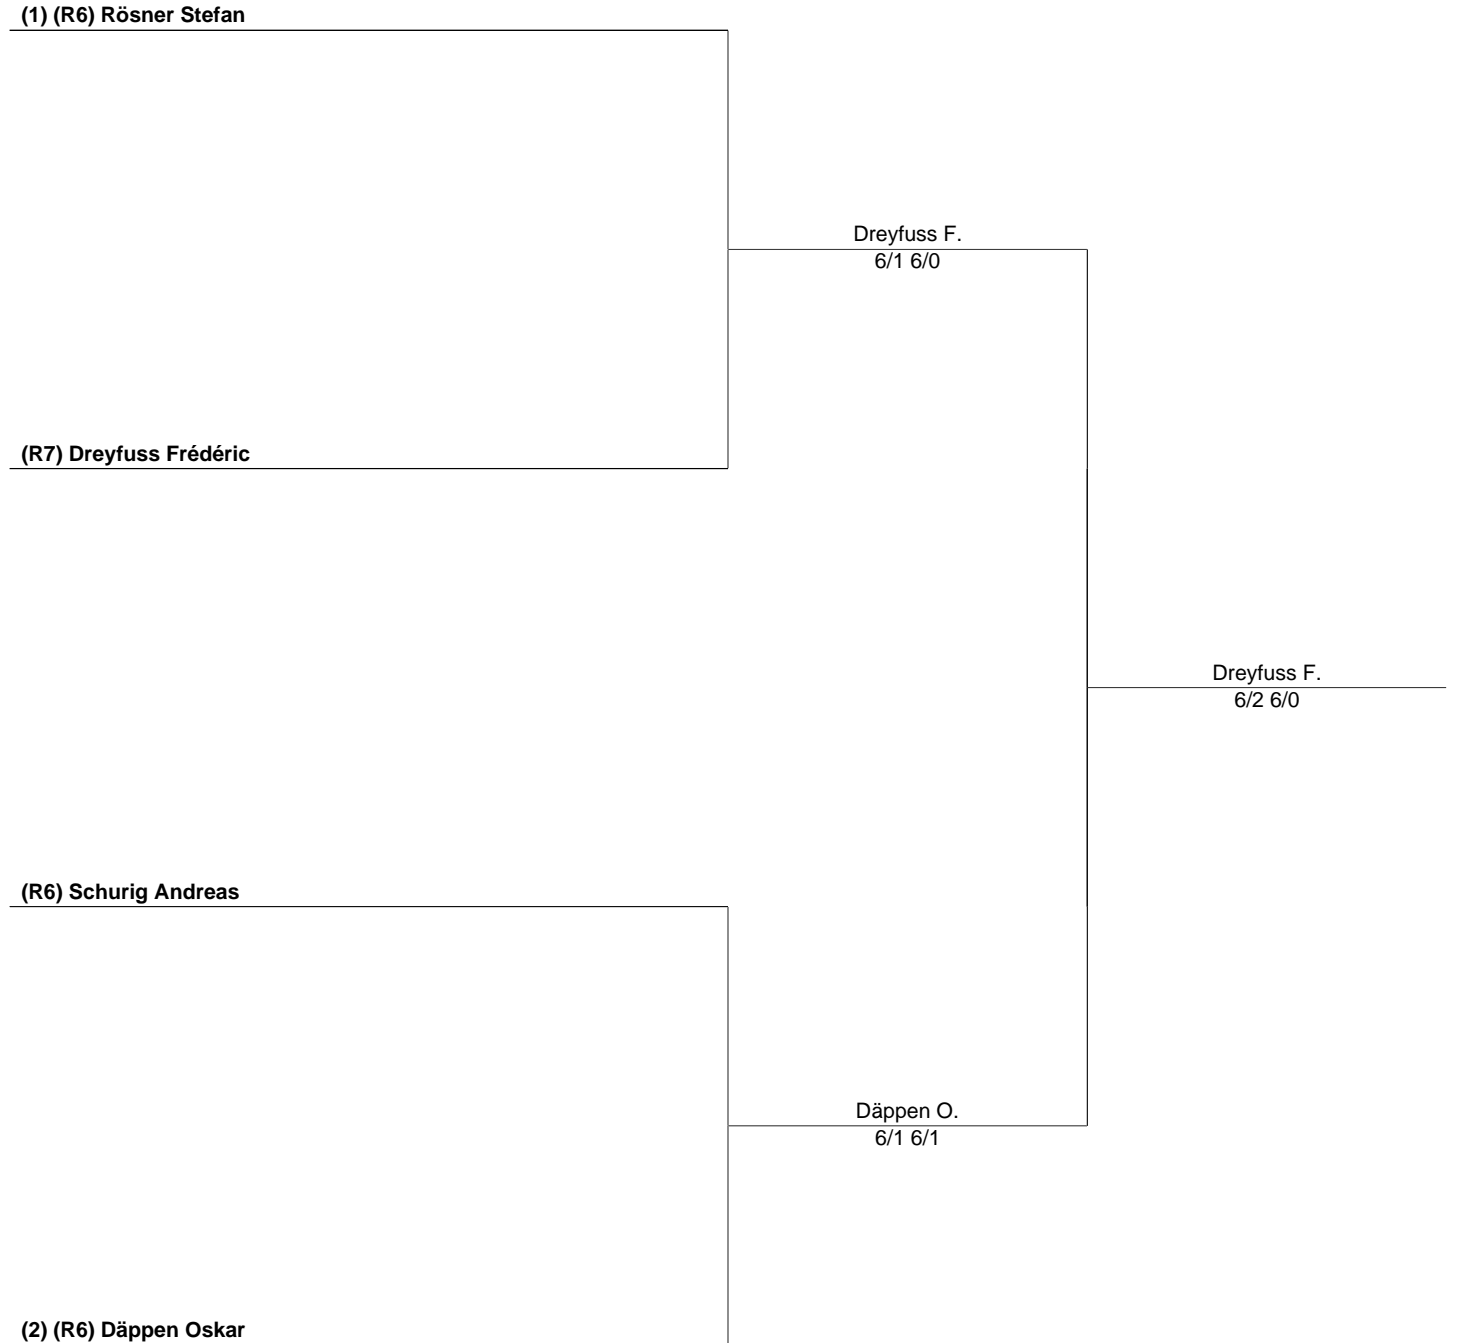 (1) (R6) Rösner Stefan
Dreyfuss F.
6/1 6/0
(R7) Dreyfuss Frédéric
Dreyfuss F.
6/2 6/0
(R6) Schurig Andreas
Däppen O.
6/1 6/1
(2) (R6) Däppen Oskar